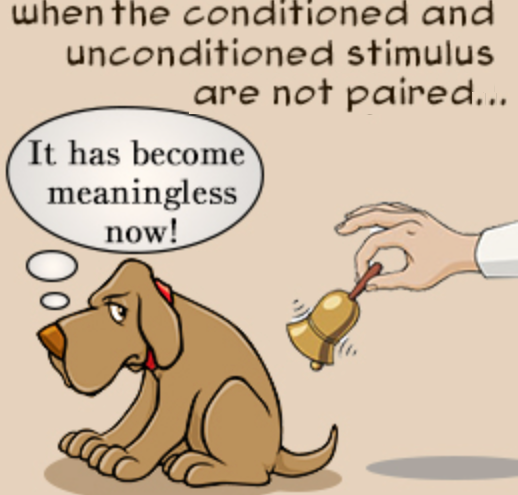 when the conditioned and
unconditioned stimulus
are not paired...
It has become
meaningless
now!